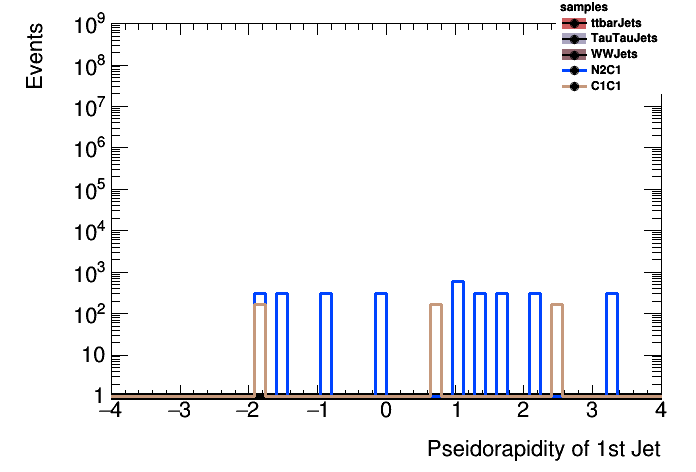 samples
ttbarJets
TauTauJets
WWJets
N2C1
C1C1
Events
10⁹
10⁸
10⁷
10⁶
10⁵
10⁴
10³
10²
10
1
−4 −3 −2 −1 0 1 2 3 4
Pseidorapidity of 1st Jet